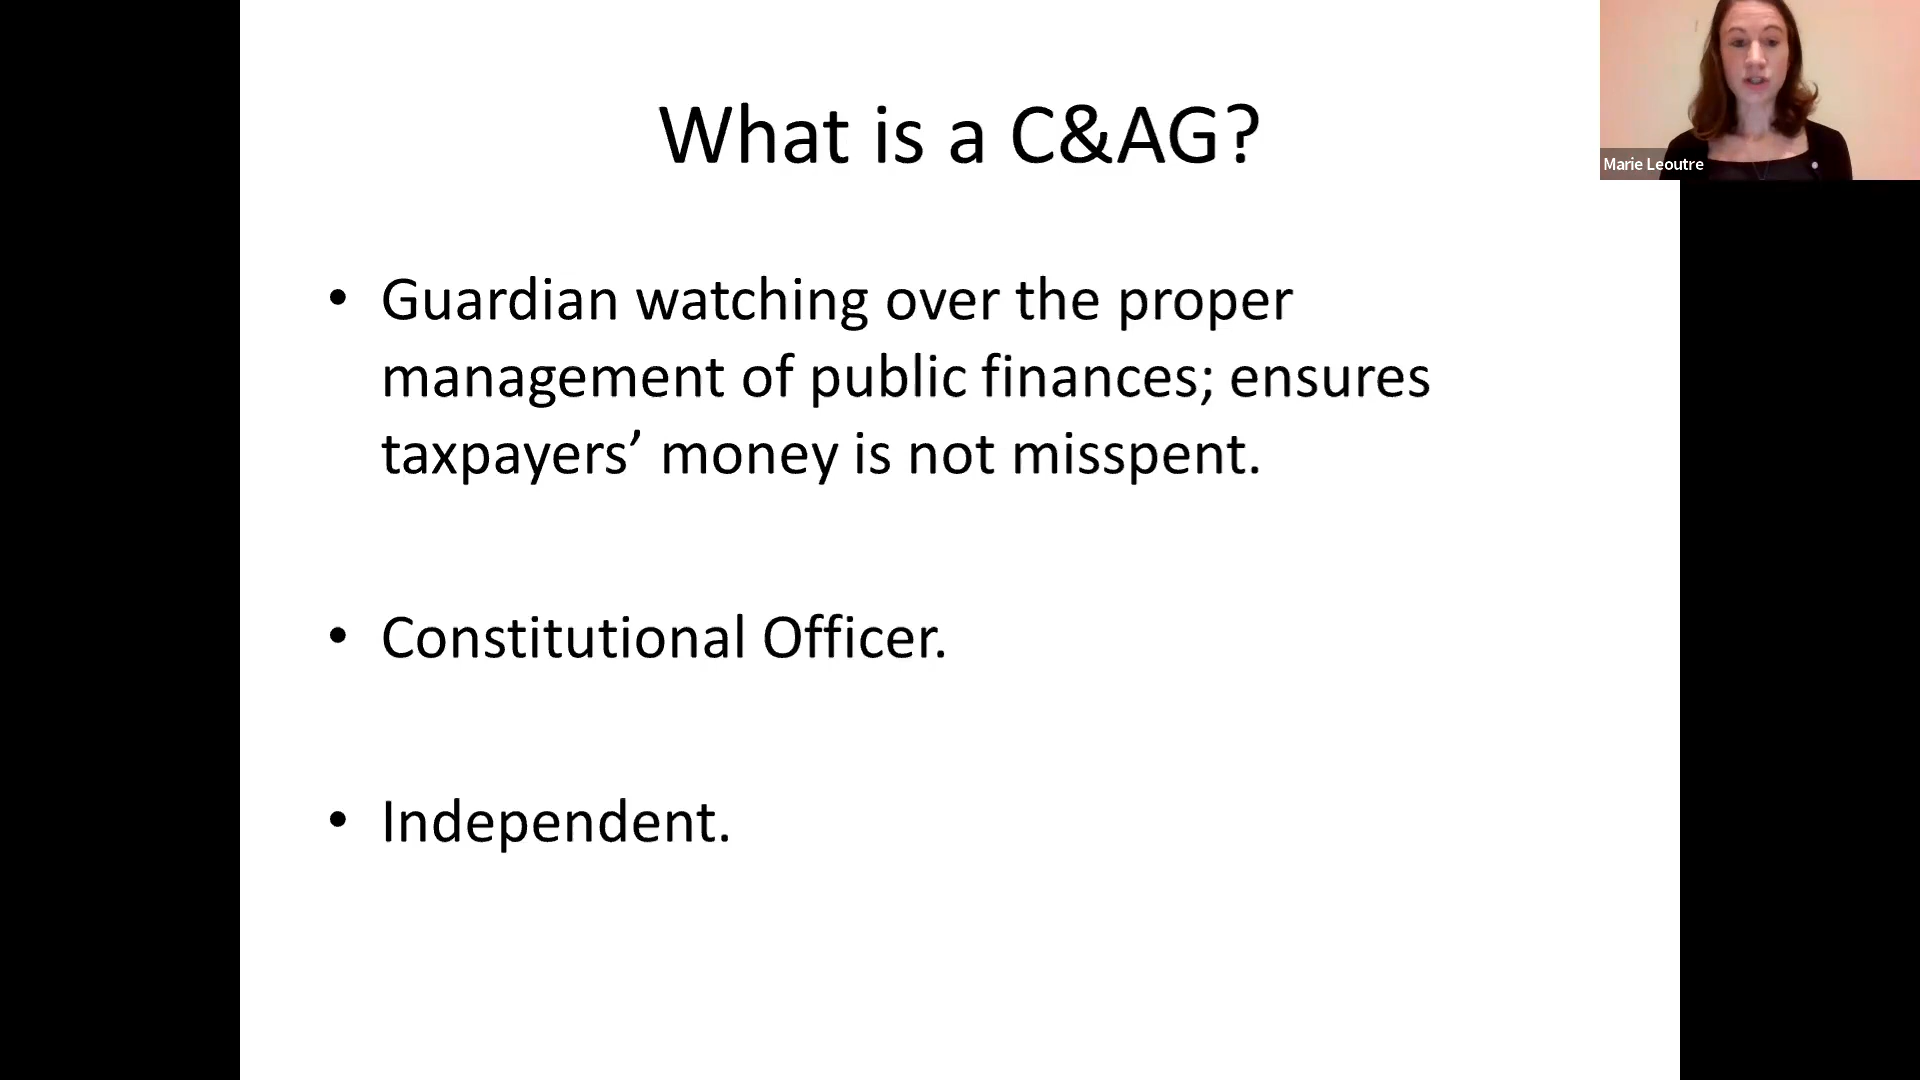 What is a C&AG?
Marie Leoutre
• Guardian watching over the proper
management of public finances; ensures
taxpayers’ money is not misspent.
• Constitutional Officer.
• Independent.